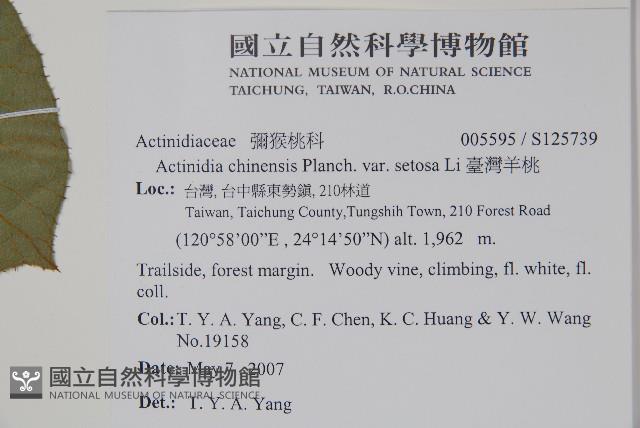 國立自然科學博物館
NATIONAL MUSEUM OF NATURAL SCIENCE
TAICHUNG, TAIWAN, R.O.CHINA
Actinidiaceae 彌猴桃科 005595 / S125739
Actinidia chinensis Planch. var. setosa Li 臺灣羊桃
Loc.: 台灣, 台中縣東勢鎮, 210林道
Taiwan, Taichung County,Tungshih Town, 210 Forest Road
(120°58'00”E , 24°14'50”N) alt. 1,962 m.
Trailside, forest margin. Woody vine, climbing, fl. white, fl.
coll.
Col.: T. Y. A. Yang, C. F. Chen, K. C. Huang & Y. W. Wang
No.19158
Date: May 7, 2007
國立自然科學博物館
NATIONAL MUSEUM OF NATURAL SCIENCE
Det.: T. Y. A. Yang